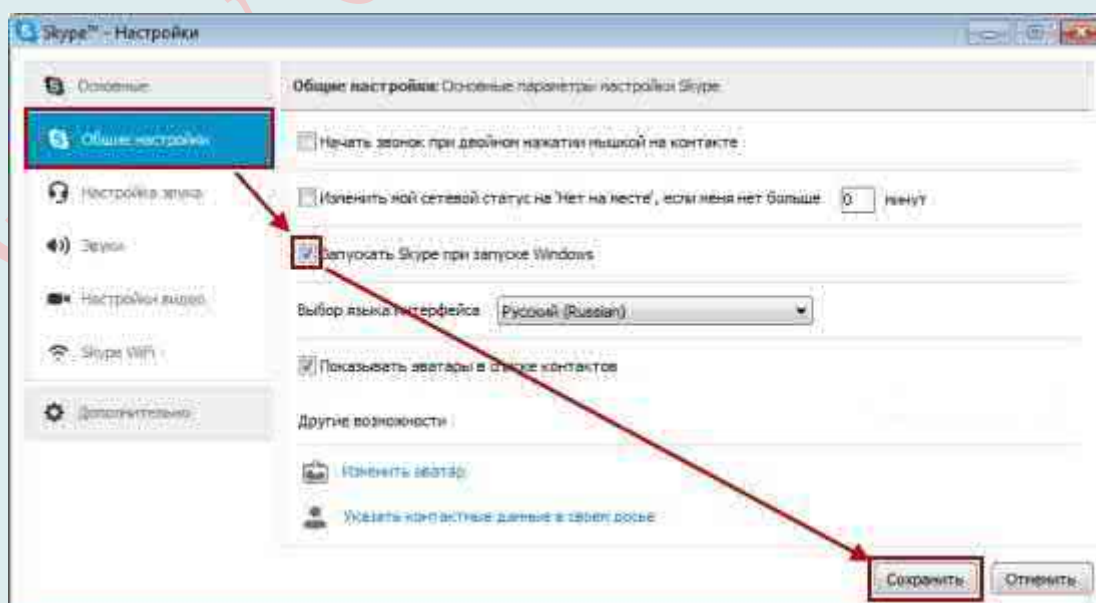 Skype™ - Настройки
Основные
Общие настройки
Настройка звука
Звуки
Настройки видео
Skype WiFi
Дополнительно
Общие настройки: Основные параметры настройки Skype
Начать звонок при двойном нажатии мышкой на контакте
Изменить мой сетевой статус на 'Нет на месте', если меня нет больше 0 минут
Запускать Skype при запуске Windows
Выбор языка интерфейса Русский (Russian)
Показывать аватары в списке контактов
Другие возможности
Изменить аватар
Указать контактные данные в своем досье
Сохранить Отменить